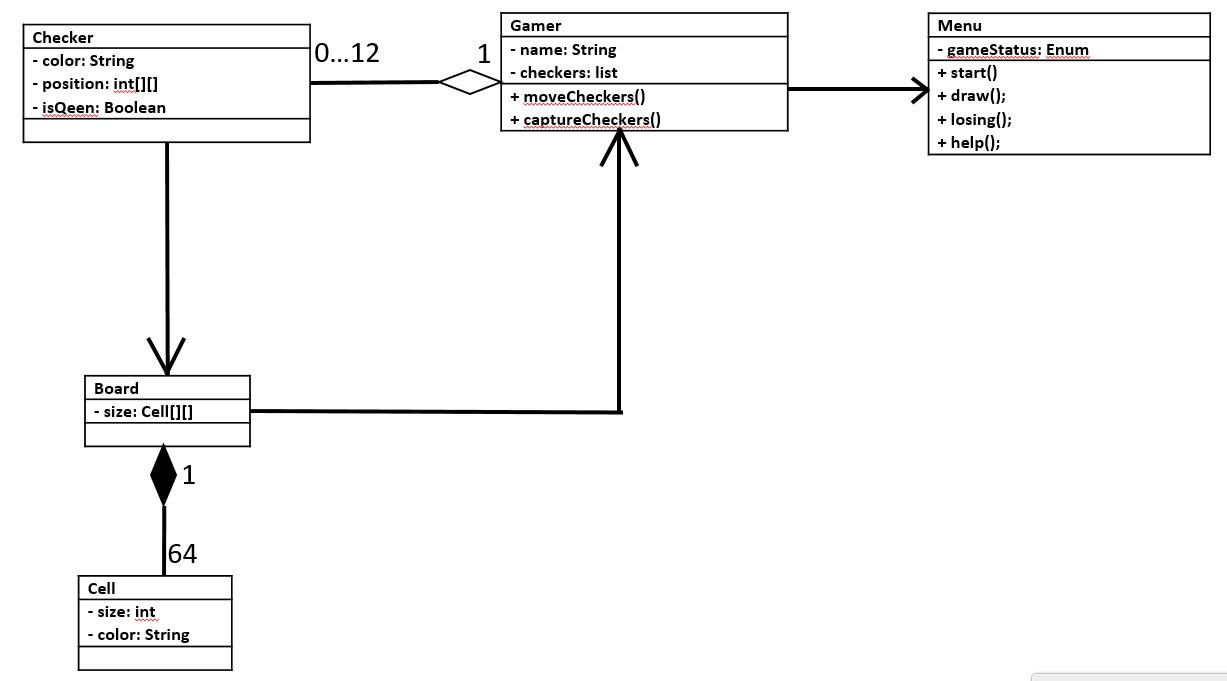 Checker
- color: String
- position: int[][]
- isQeen: Boolean
0...12
1
Gamer
- name: String
- checkers: list
+ moveCheckers()
+ captureCheckers()
Menu
- gameStatus: Enum
+ start()
+ draw();
+ losing();
+ help();
Board
- size: Cell[][]
1
64
Cell
- size: int
- color: String